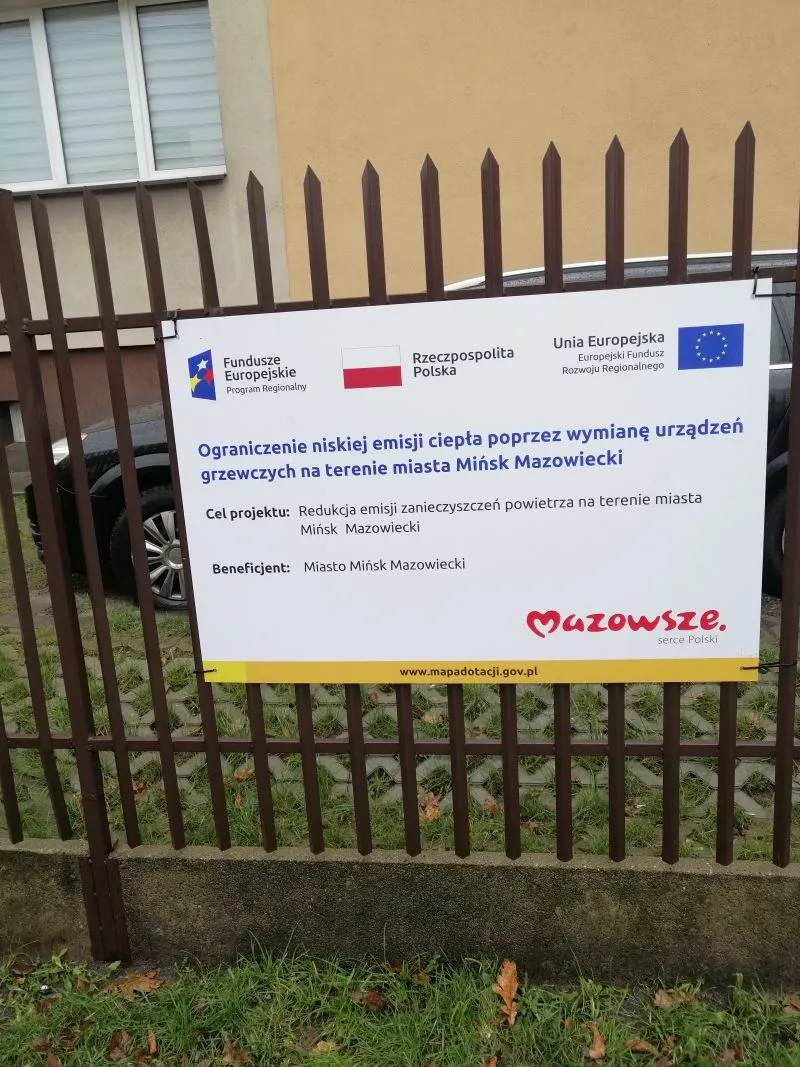 Fundusze
Europejskie
Program Regionalny
Rzeczpospolita
Polska
Unia Europejska
Europejski Fundusz
Rozwoju Regionalnego
Ograniczenie niskiej emisji ciepła poprzez wymianę urządzeń
grzewczych na terenie miasta Mińsk Mazowiecki
Cel projektu: Redukcja emisji zanieczyszczeń powietrza na terenie miasta
Mińsk Mazowiecki
Beneficjent: Miasto Mińsk Mazowiecki
mazowsze.
serce Polski
www.mapadotacji.gov.pl